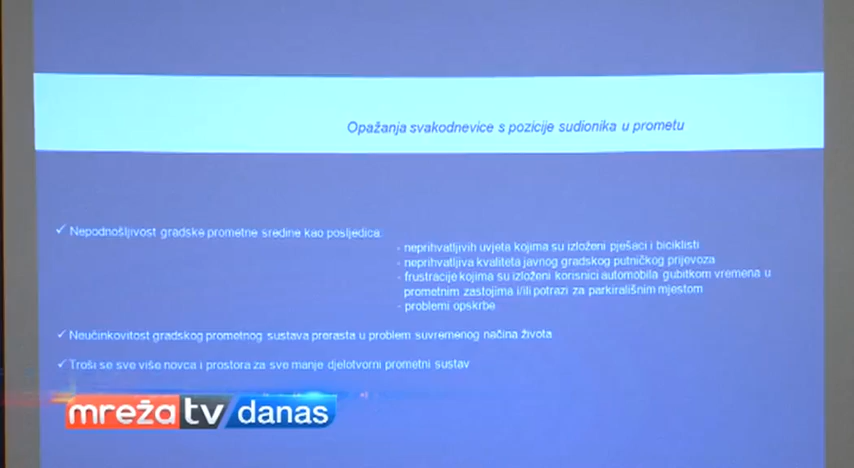 Opažanja svakodnevice s pozicije sudionika u prometu
✓ Nepodnošljivost gradske prometne sredine kao posljedica:
- neprihvatljivih uvjeta kojima su izloženi pješaci i biciklisti
- neprihvatljiva kvaliteta javnog gradskog putničkog prijevoza
- frustracije kojima su izloženi korisnici automobila gubitkom vremena u
prometnim zastojima i/ili potrazi za parkirališnim mjestom
- problemi opskrbe
✓ Neučinkovitost gradskog prometnog sustava prerasta u problem suvremenog načina života
✓ Troši se sve više novca i prostora za sve manje djelotvorni prometni sustav
mreža tv danas